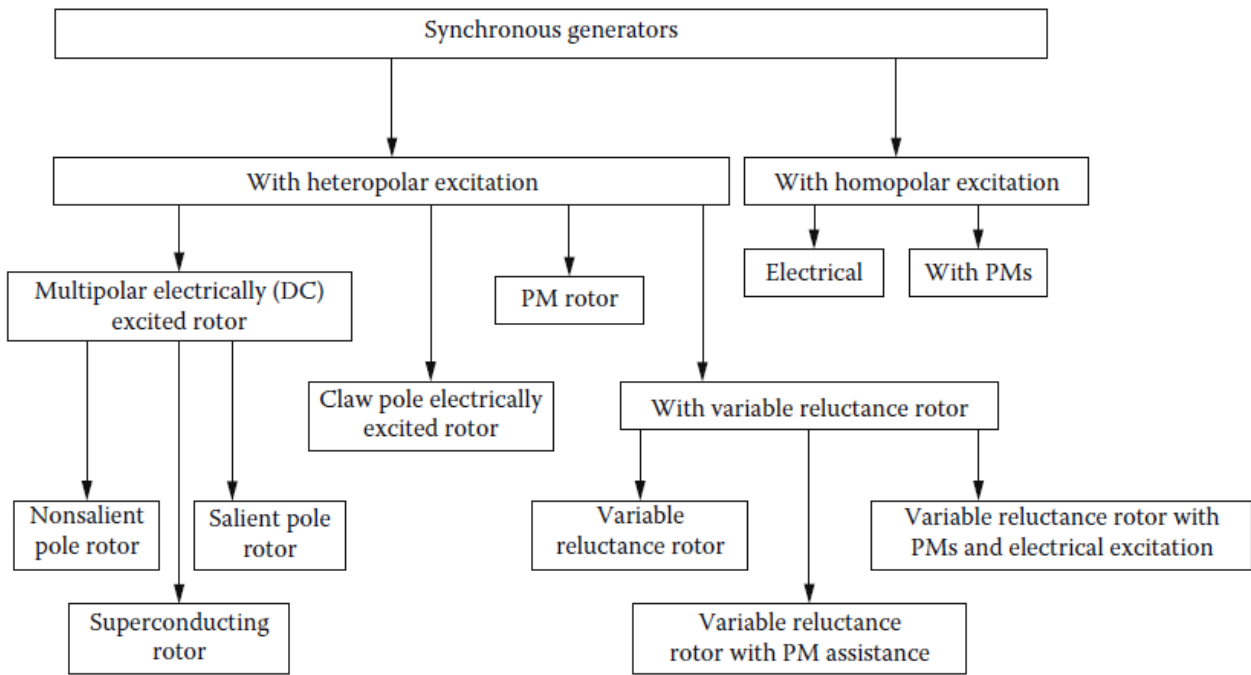 Synchronous generators
With heteropolar excitation
With homopolar excitation
Multipolar electrically (DC)
excited rotor
PM rotor
Electrical
With PMs
Claw pole electrically
excited rotor
With variable reluctance rotor
Nonsalient
pole rotor
Salient pole
rotor
Variable
reluctance rotor
Variable reluctance rotor with
PMs and electrical excitation
Superconducting
rotor
Variable reluctance
rotor with PM assistance